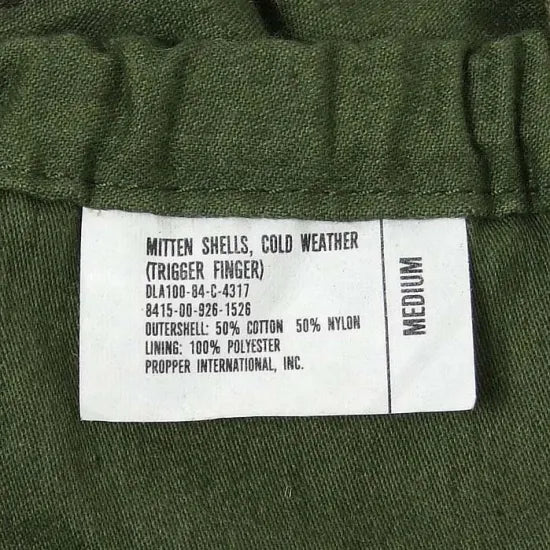 MITTEN SHELLS, COLD WEATHER
(TRIGGER FINGER)
DLA100-84-C-4317
8415-00-926-1526
OUTERSHELL: 50% COTTON 50% NYLON
LINING: 100% POLYESTER
PROPPER INTERNATIONAL, INC.
MEDIUM